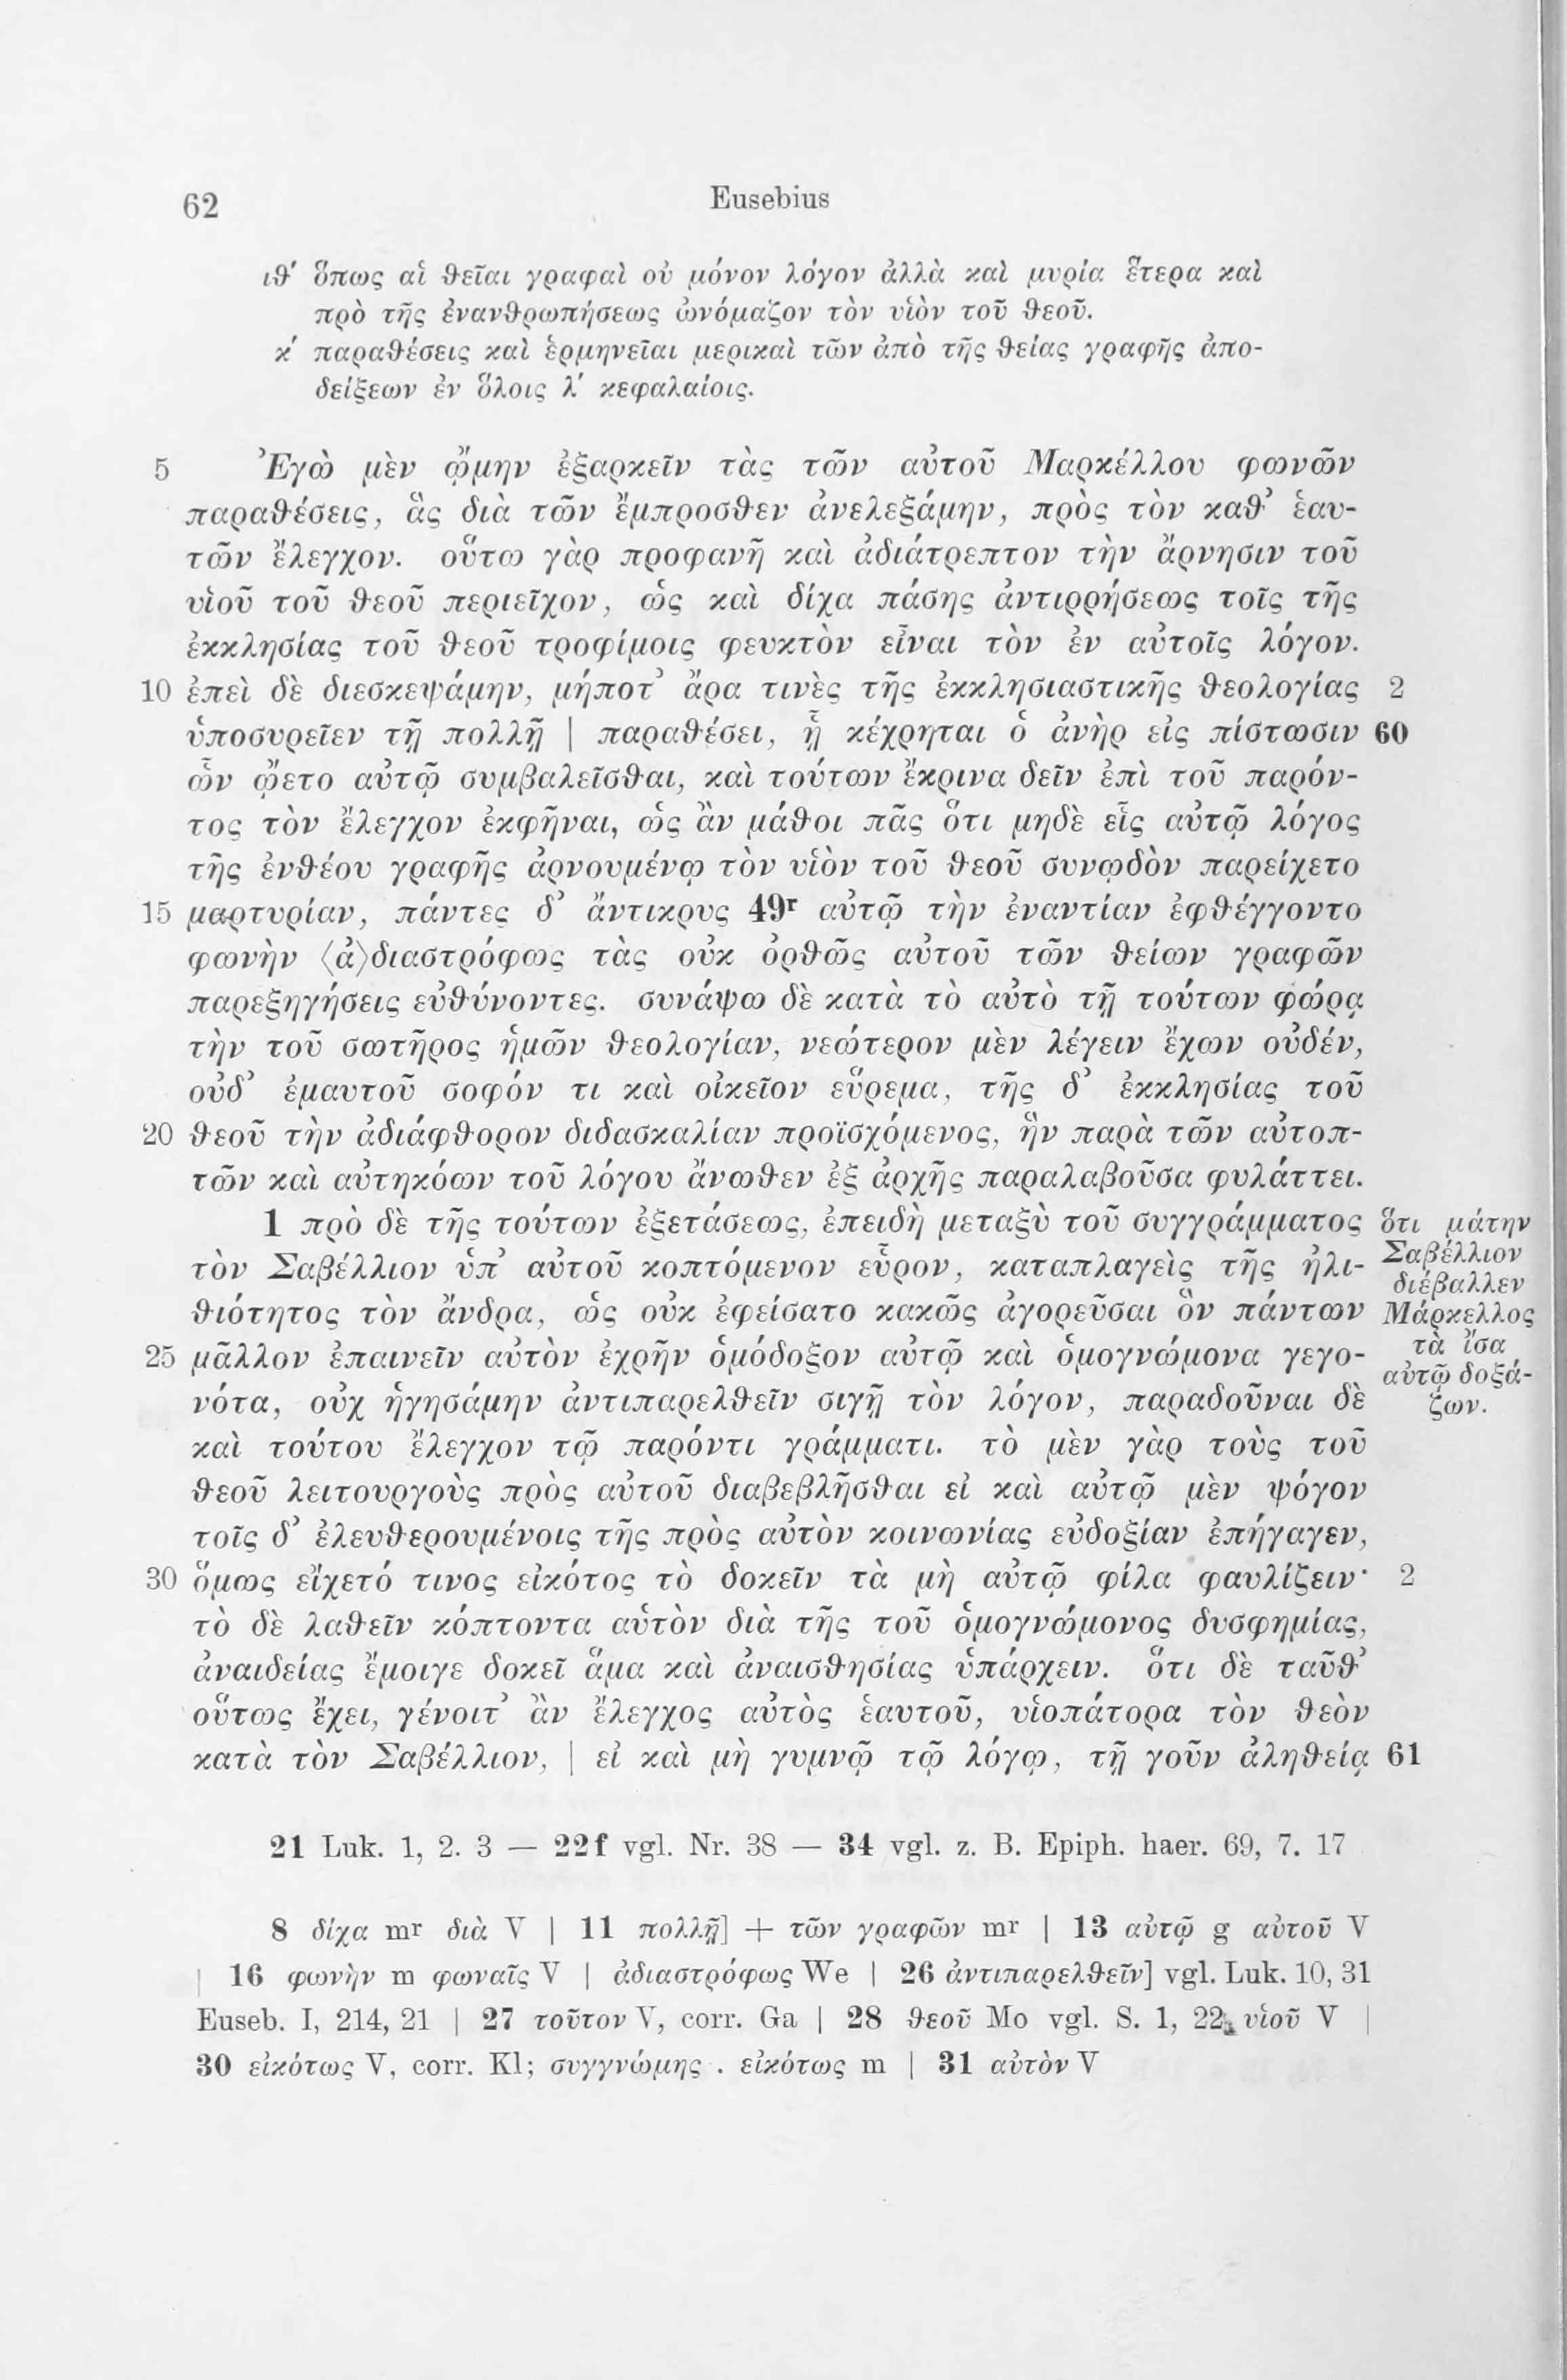 62 Eusebius
ιθ′ ὅπως αἱ θεῖαι γραφαὶ οὐ μόνον λόγον ἀλλὰ καὶ μυρία ἕτερα καὶ
πρὸ τῆς ἐνανθρωπήσεως ὠνόμαζον τὸν υἱὸν τοῦ θεοῦ.
κ′ παραθέσεις καὶ ἑρμηνεῖαι μερικαὶ τῶν ἀπὸ τῆς θείας γραφῆς ἀπο-
δείξεων ἐν ὅλοις λ′ κεφαλαίοις.
5 Ἐγὼ μὲν ᾤμην ἐξαρκεῖν τὰς τῶν αὐτοῦ Μαρκέλλου φωνῶν
παραθέσεις, ἃς διὰ τῶν ἔμπροσθεν ἀνελεξάμην, πρὸς τὸν καθ’ ἑαυ-
τῶν ἔλεγχον. οὕτω γὰρ προφανῆ καὶ ἀδιάτρεπτον τὴν ἄρνησιν τοῦ
υἱοῦ τοῦ θεοῦ περιεῖχον, ὡς καὶ δίχα πάσης ἀντιρρήσεως τοῖς τῆς
ἐκκλησίας τοῦ θεοῦ τροφίμοις φευκτὸν εἶναι τὸν ἐν αὐτοῖς λόγον.
10 ἐπεὶ δὲ διεσκεψάμην, μήποτ’ ἄρα τινὲς τῆς ἐκκλησιαστικῆς θεολογίας 2
ὑποσυρεῖεν τῇ πολλῇ | παραθέσει, ᾗ κέχρηται ὁ ἀνὴρ εἰς πίστωσιν 60
ὧν ᾤετο αὐτῷ συμβαλεῖσθαι, καὶ τούτων ἔκρινα δεῖν ἐπὶ τοῦ παρόν-
τος τὸν ἔλεγχον ἐκφῆναι, ὡς ἂν μάθοι πᾶς ὅτι μηδὲ εἷς αὐτῷ λόγος
τῆς ἐνθέου γραφῆς ἀρνουμένῳ τὸν υἱὸν τοῦ θεοῦ συνῳδὸν παρείχετο
15 μαρτυρίαν, πάντες δ’ ἄντικρυς 49r αὐτῷ τὴν ἐναντίαν ἐφθέγγοντο
φωνὴν ⟨ἀ⟩διαστρόφως τὰς οὐκ ὀρθῶς αὐτοῦ τῶν θείων γραφῶν
παρεξηγήσεις εὐθύνοντες. συνάψω δὲ κατὰ τὸ αὐτὸ τῇ τούτων φώρᾳ
τὴν τοῦ σωτῆρος ἡμῶν θεολογίαν, νεώτερον μὲν λέγειν ἔχων οὐδέν,
οὐδ’ ἐμαυτοῦ σοφόν τι καὶ οἰκεῖον εὕρεμα, τῆς δ’ ἐκκλησίας τοῦ
20 θεοῦ τὴν ἀδιάφθορον διδασκαλίαν προϊσχόμενος, ἣν παρὰ τῶν αὐτοπ-
τῶν καὶ αὐτηκόων τοῦ λόγου ἄνωθεν ἐξ ἀρχῆς παραλαβοῦσα φυλάττει.
1 πρὸ δὲ τῆς τούτων ἐξετάσεως, ἐπειδὴ μεταξὺ τοῦ συγγράμματος
τὸν Σαβέλλιον ὑπ’ αὐτοῦ κοπτόμενον εὗρον, καταπλαγεὶς τῆς ἠλι-
θιότητος τὸν ἄνδρα, ὡς οὐκ ἐφείσατο κακῶς ἀγορεῦσαι ὃν πάντων
25 μᾶλλον ἐπαινεῖν αὐτὸν ἐχρῆν ὁμόδοξον αὐτῷ καὶ ὁμογνώμονα γεγο-
νότα, οὐχ ἡγησάμην ἀντιπαρελθεῖν σιγῇ τὸν λόγον, παραδοῦναι δὲ
καὶ τούτου ἔλεγχον τῷ παρόντι γράμματι. τὸ μὲν γὰρ τοὺς τοῦ
θεοῦ λειτουργοὺς πρὸς αὐτοῦ διαβεβλῆσθαι εἰ καὶ αὐτῷ μὲν ψόγον
τοῖς δ’ ἐλευθερουμένοις τῆς πρὸς αὐτὸν κοινωνίας εὐδοξίαν ἐπήγαγεν,
30 ὅμως εἴχετό τινος εἰκότος τὸ δοκεῖν τὰ μὴ αὐτῷ φίλα φαυλίζειν· 2
τὸ δὲ λαθεῖν κόπτοντα αὑτὸν διὰ τῆς τοῦ ὁμογνώμονος δυσφημίας,
ἀναιδείας ἔμοιγε δοκεῖ ἅμα καὶ ἀναισθησίας ὑπάρχειν. ὅτι δὲ ταῦθ’
οὕτως ἔχει, γένοιτ’ ἂν ἔλεγχος αὐτὸς ἑαυτοῦ, υἱοπάτορα τὸν θεὸν
κατὰ τὸν Σαβέλλιον, | εἰ καὶ μὴ γυμνῷ τῷ λόγῳ, τῇ γοῦν ἀληθείᾳ 61
ὅτι μάτην
Σαβέλλιον
διέβαλλεν
Μάρκελλος
τὰ ἴσα
αὐτῷ δοξά-
ζων.
21 Luk. 1, 2. 3 — 22f vgl. Nr. 38 — 34 vgl. z. B. Epiph. haer. 69, 7. 17
8 δίχα mr διὰ V | 11 πολλῇ] + τῶν γραφῶν mr | 13 αὐτῷ g αὐτοῦ V
| 16 φωνὴν m φωναῖς V | ἀδιαστρόφως We | 26 ἀντιπαρελθεῖν] vgl. Luk. 10, 31
Euseb. I, 214, 21 | 27 τοῦτον V, corr. Ga | 28 θεοῦ Mo vgl. S. 1, 22, υἱοῦ V |
30 εἰκότως V, corr. Kl; συγγνώμης . εἰκότως m | 31 αὐτὸν V